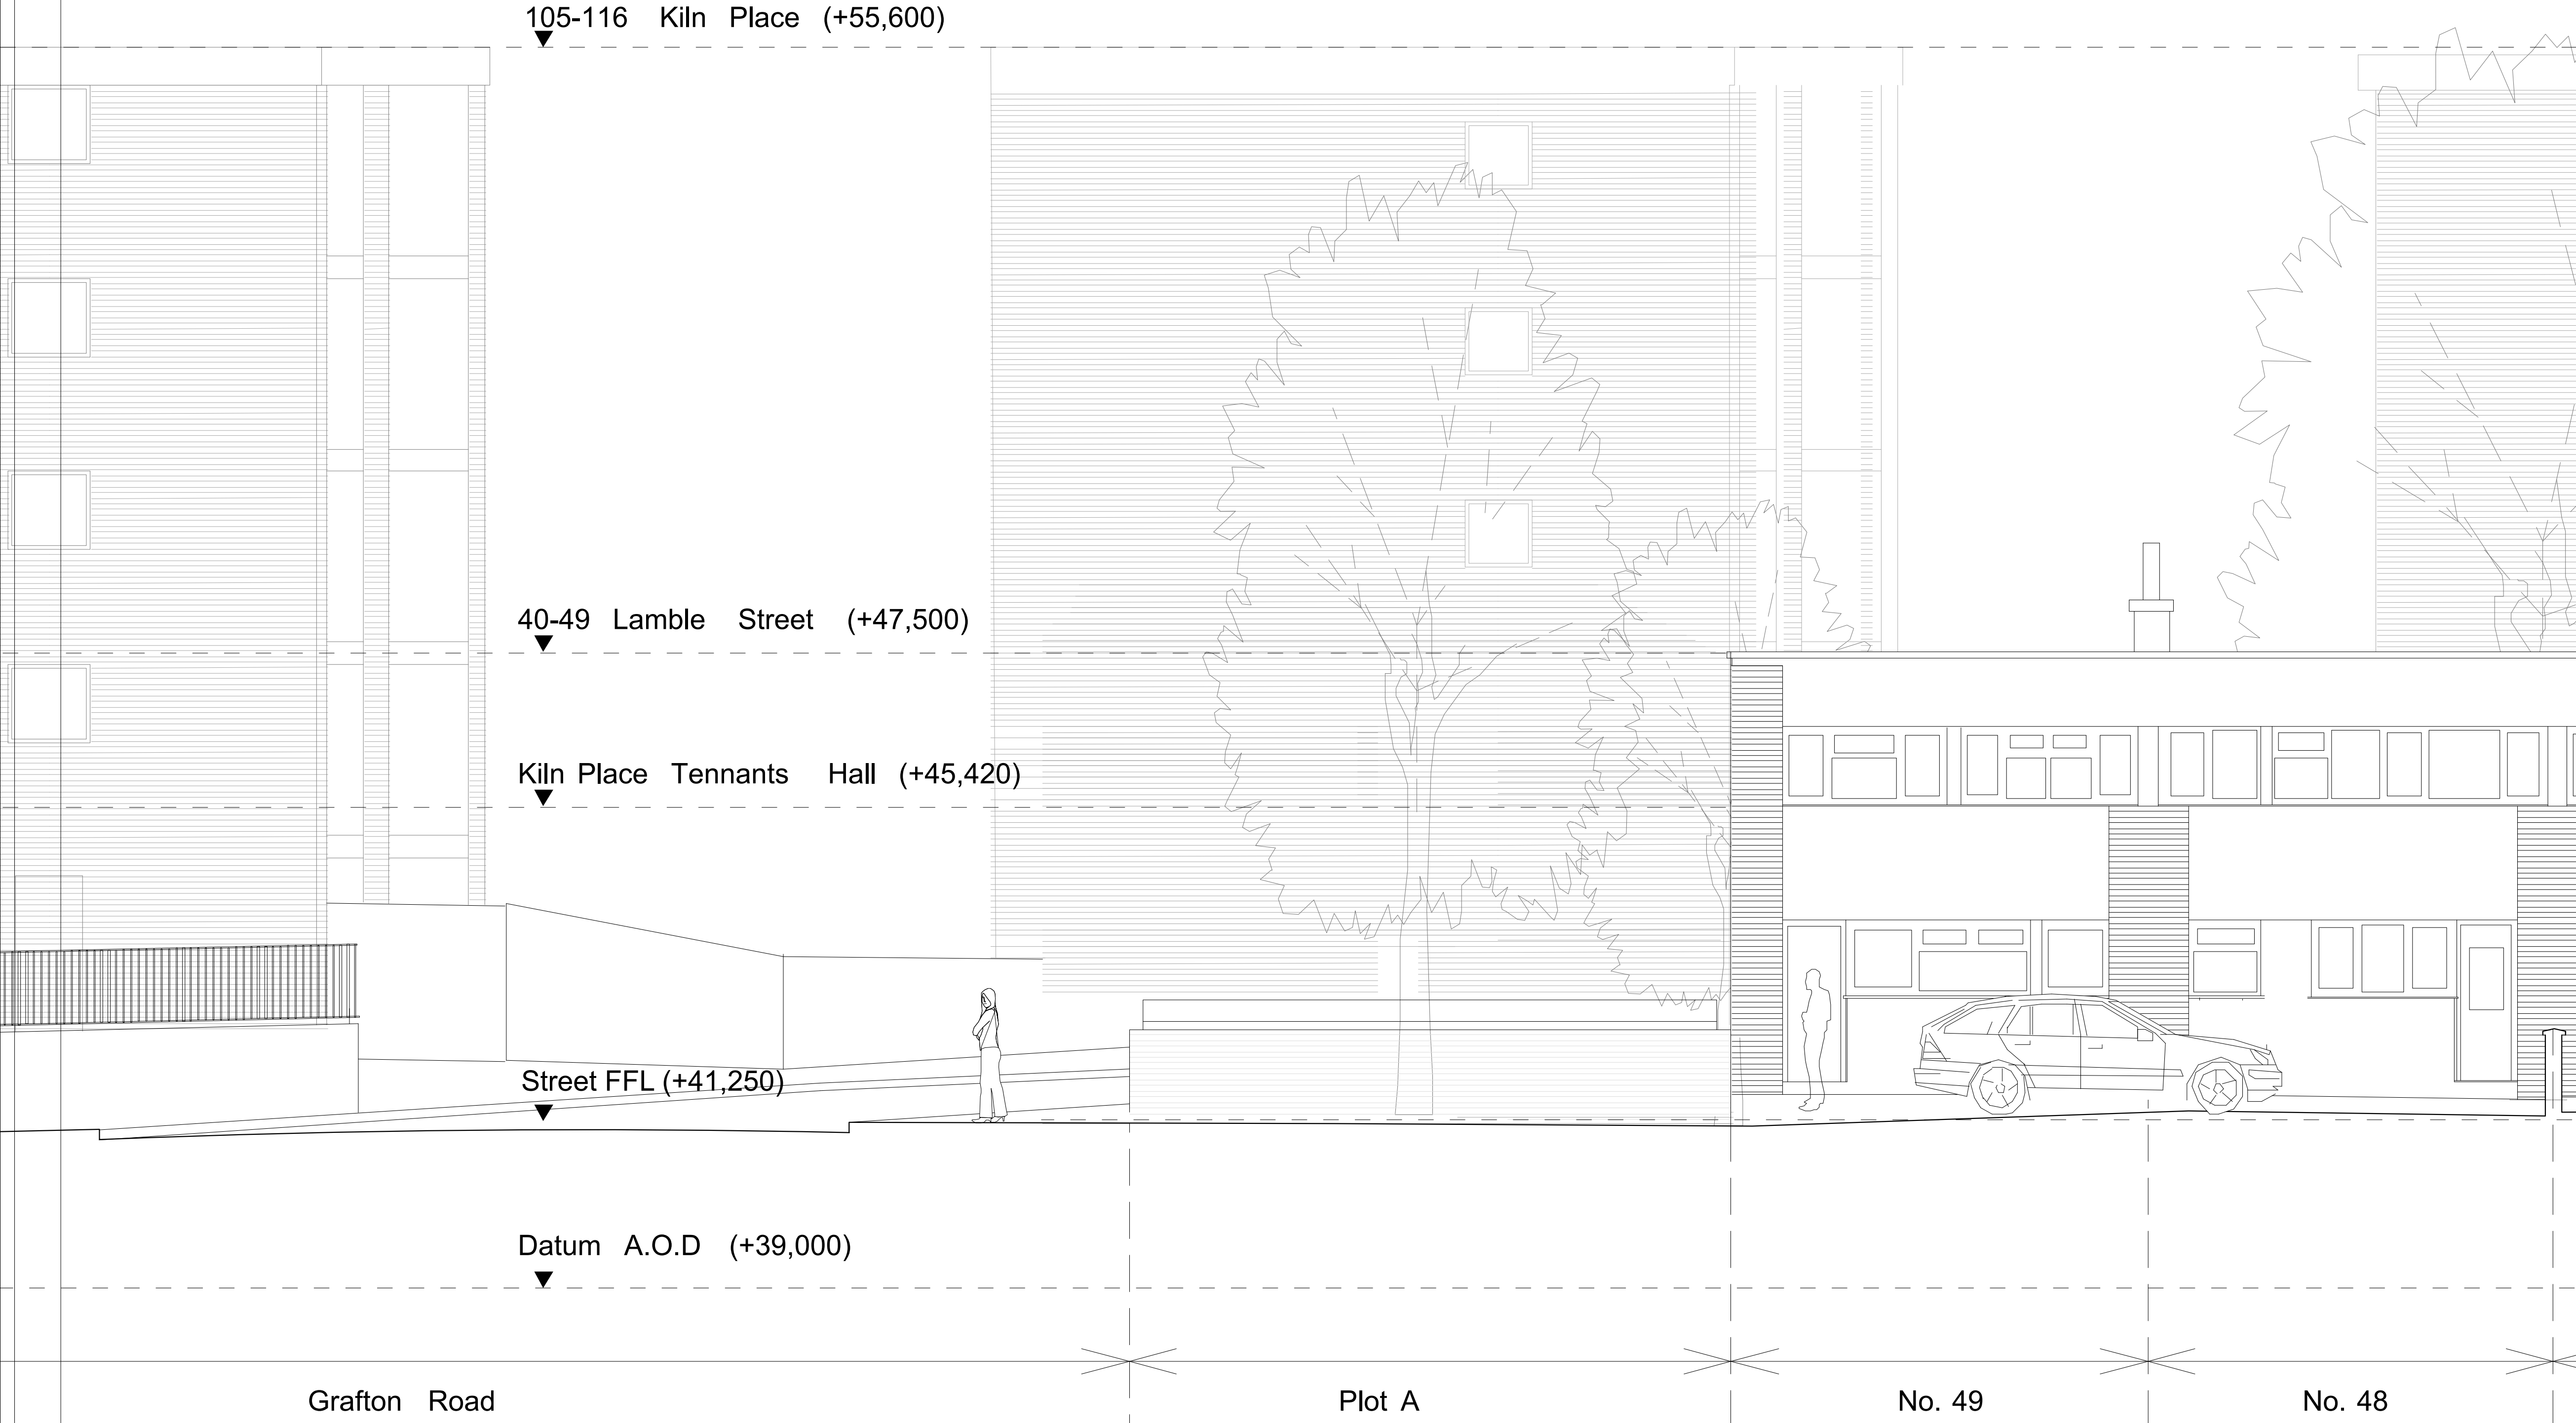 105-116 Kiln Place (+55,600)
40-49 Lamble Street (+47,500)
Kiln Place Tennants Hall (+45,420)
Street FFL (+41,250)
Datum A.O.D (+39,000)
Grafton Road Plot A No. 49 No. 48